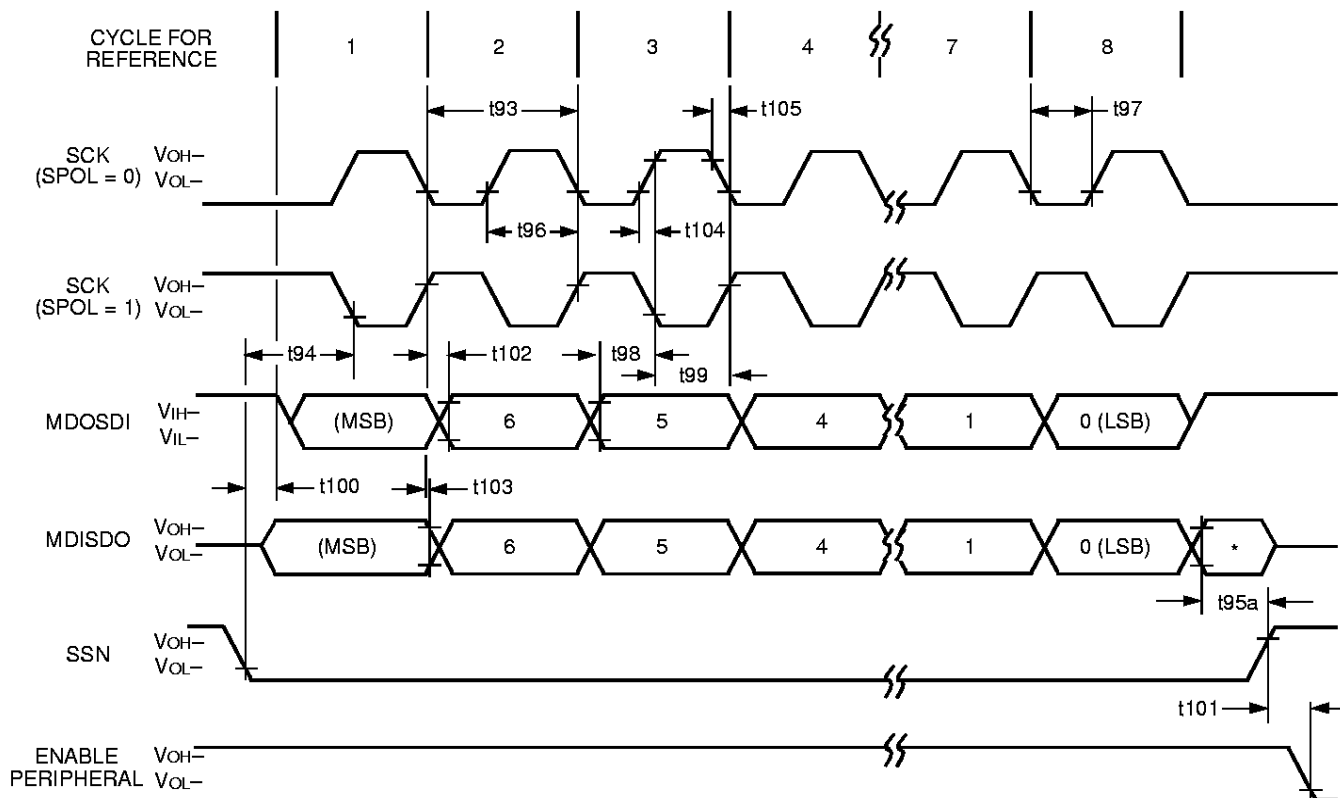 CYCLE FOR
REFERENCE
1 2 3 4 7 8
t93 t105 t97
SCK
(SPOL = 0)
VOH–
VOL–
t96 t104
SCK
(SPOL = 1)
VOH–
VOL–
t94 t102 t98
t99
MDOSDI
VIH–
VIL–
(MSB) 6 5 4 1 0 (LSB)
t100 t103
MDISDO
VOH–
VOL–
(MSB) 6 5 4 1 0 (LSB) *
t95a
SSN
VOH–
VOL–
t101
ENABLE
PERIPHERAL
VOH–
VOL–